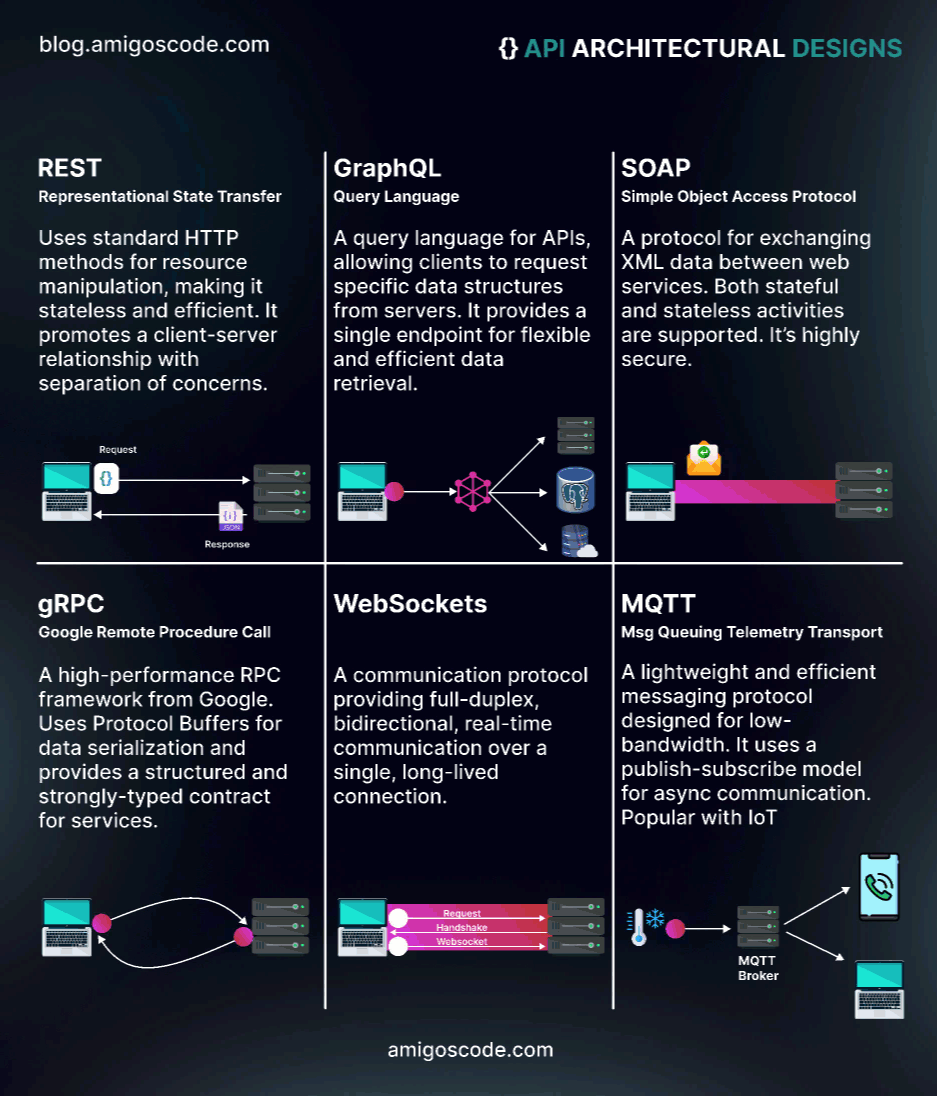 blog.amigoscode.com
{} API ARCHITECTURAL DESIGNS
REST
Representational State Transfer
Uses standard HTTP
methods for resource
manipulation, making it
stateless and efficient. It
promotes a client-server
relationship with
separation of concerns.
Request
{}
{;}
JSON
Response
GraphQL
Query Language
A query language for APIs,
allowing clients to request
specific data structures
from servers. It provides a
single endpoint for flexible
and efficient data
retrieval.
SOAP
Simple Object Access Protocol
A protocol for exchanging
XML data between web
services. Both stateful
and stateless activities
are supported. It’s highly
secure.
gRPC
Google Remote Procedure Call
A high-performance RPC
framework from Google.
Uses Protocol Buffers for
data serialization and
provides a structured and
strongly-typed contract
for services.
WebSockets
A communication protocol
providing full-duplex,
bidirectional, real-time
communication over a
single, long-lived
connection.
Request
Handshake
Websocket
MQTT
Msg Queuing Telemetry Transport
A lightweight and efficient
messaging protocol
designed for low-
bandwidth. It uses a
publish-subscribe model
for async communication.
Popular with IoT
MQTT
Broker
amigoscode.com